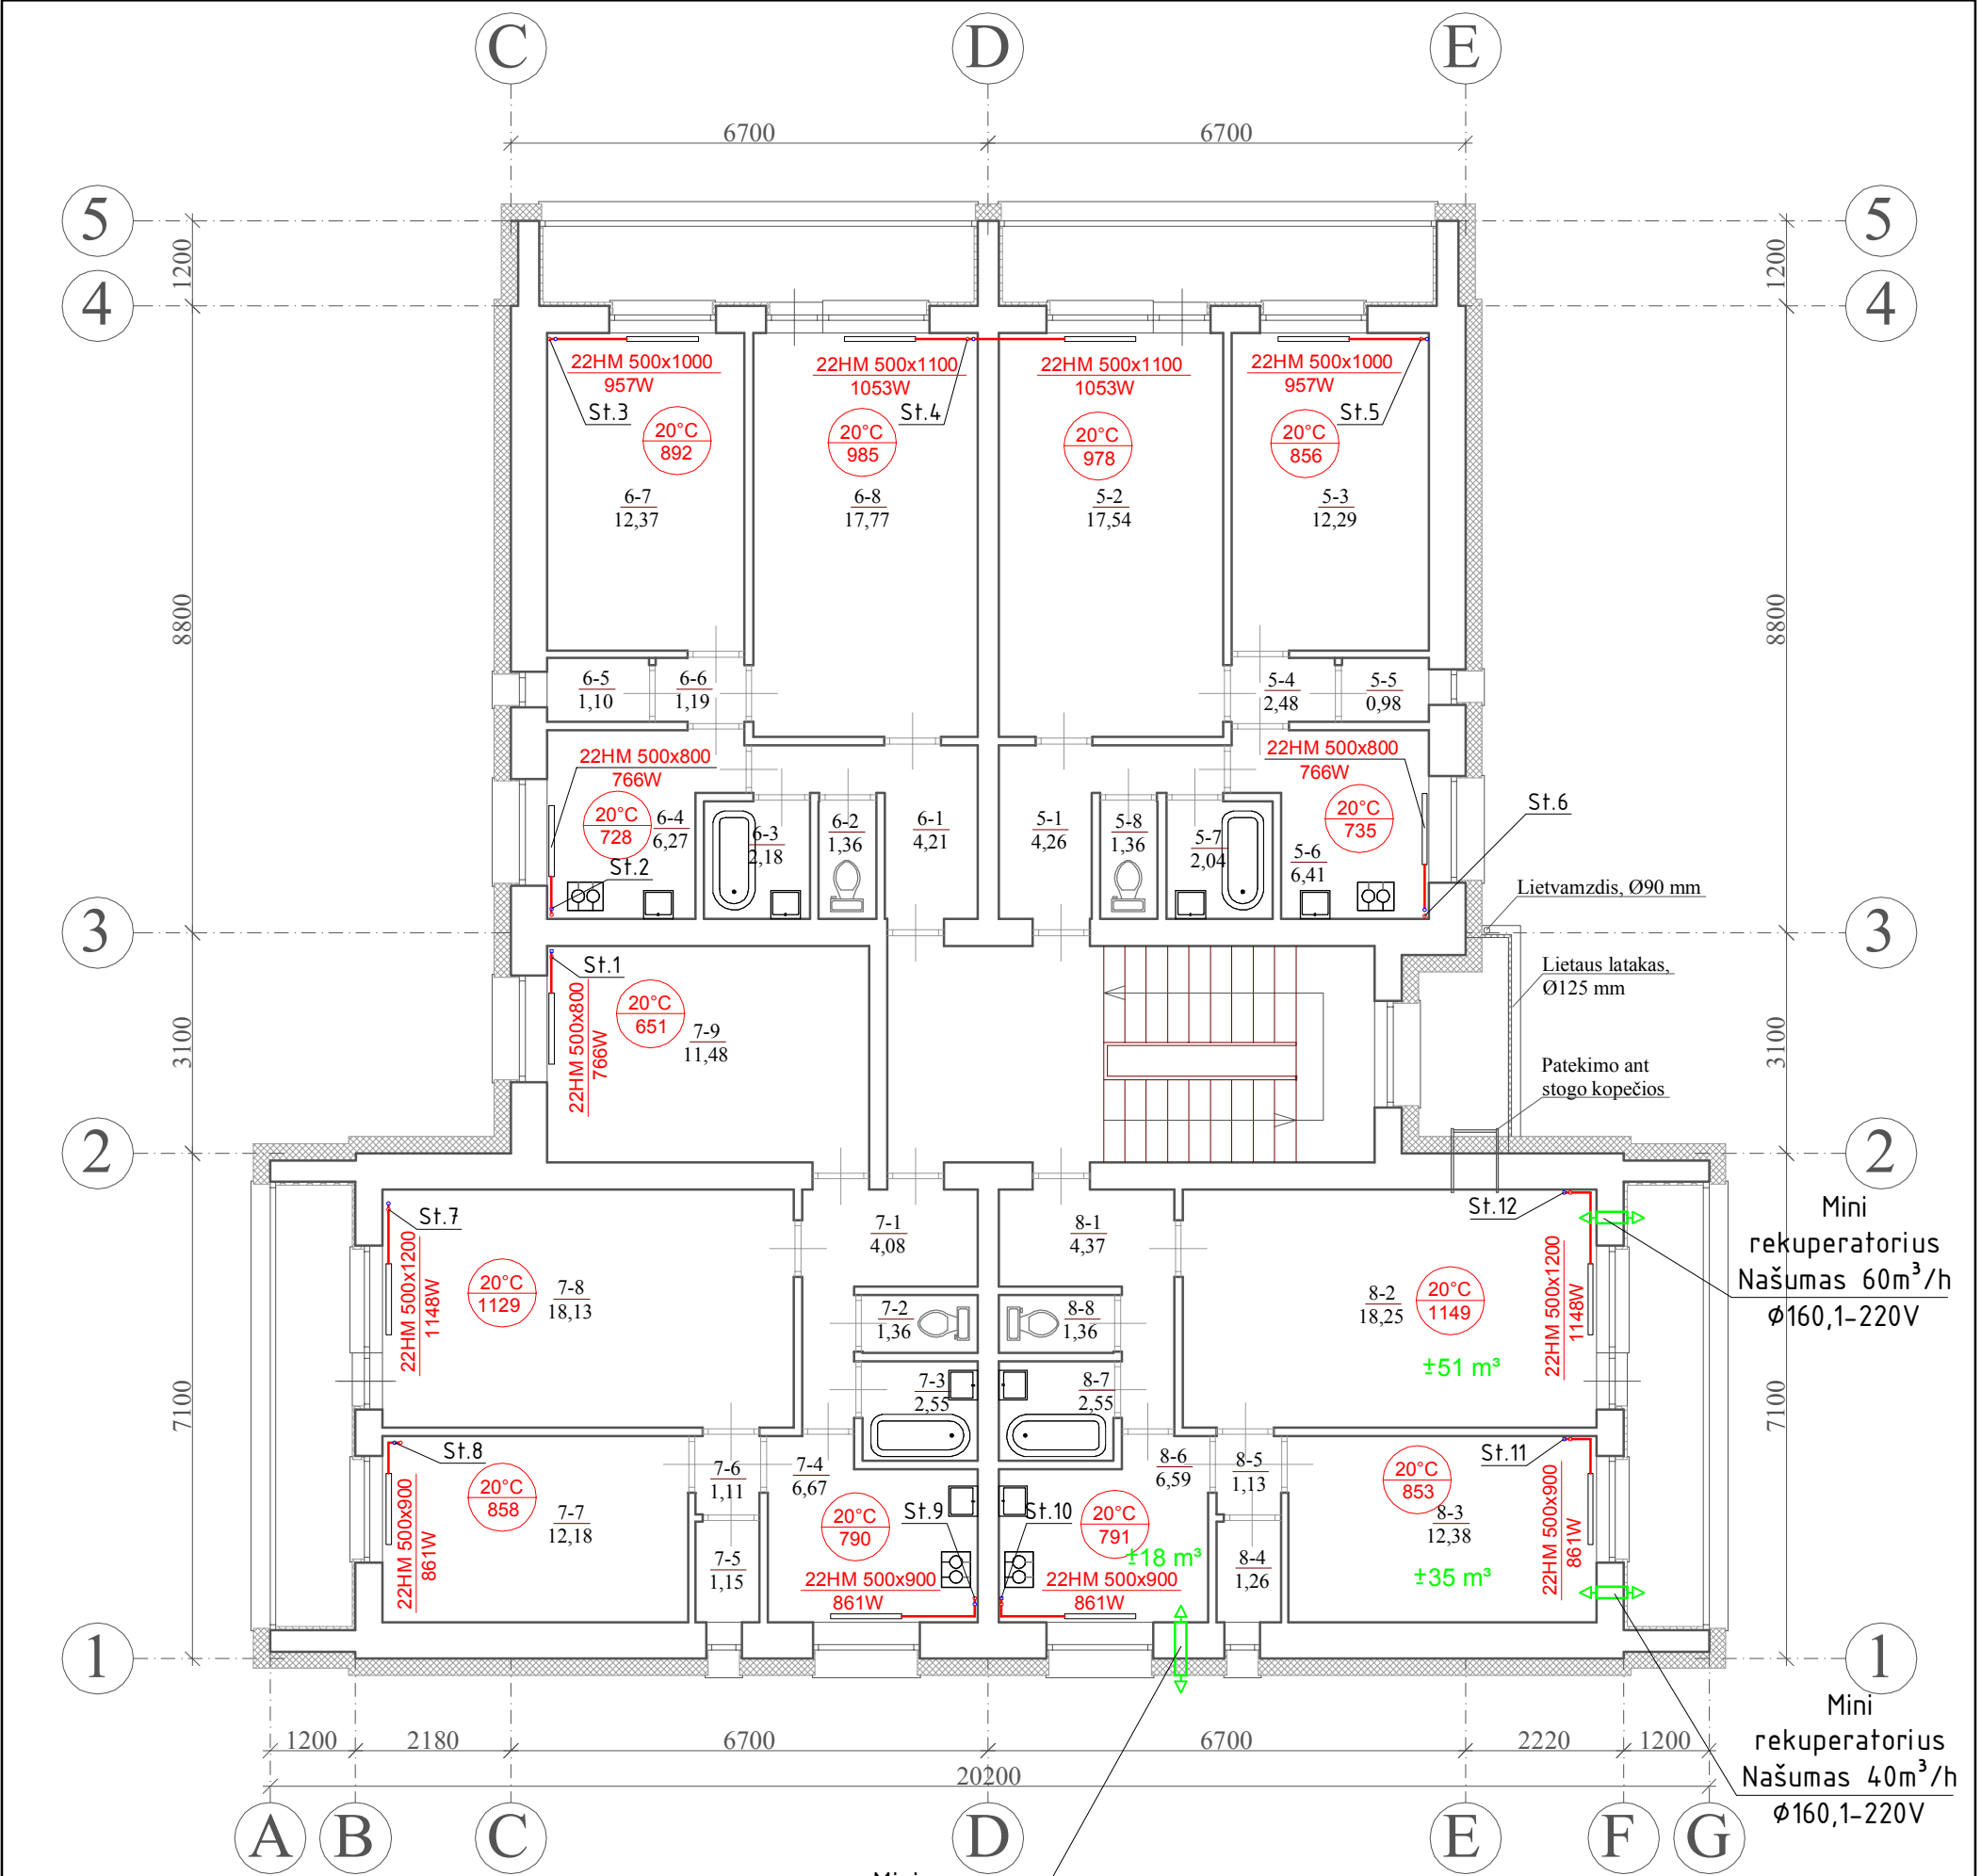 C
D
E
6700
6700
5
5
1200
1200
4
4
22HM 500x1000
957W
St.3
22HM 500x1100
1053W
St.4
22HM 500x1100
1053W
22HM 500x1000
957W
St.5
20°C
892
20°C
985
20°C
978
20°C
856
6-7
12,37
6-8
17,77
5-2
17,54
5-3
12,29
8800
8800
6-5
1,10
6-6
1,19
5-4
2,48
5-5
0,98
22HM 500x800
766W
22HM 500x800
766W
20°C
728
6-4
6,27
6-3
2,18
6-2
1,36
6-1
4,21
5-1
4,26
5-8
1,36
5-7
2,04
5-6
6,41
20°C
735
St.2
St.6
Lietvamzdis, Ø90 mm
3
3
St.1
22HM 500x800
766W
20°C
651
7-9
11,48
Lietaus latakas,
Ø125 mm
3100
3100
Patekimo ant
stogo kopečios
2
2
St.7
22HM 500x1200
1148W
20°C
1129
7-8
18,13
7-1
4,08
8-1
4,37
St.12
8-2
18,25
20°C
1149
±51 m³
22HM 500x1200
1148W
Mini
rekuperatorius
Našumas 60m³/h
Φ160,1-220V
7-2
1,36
8-8
1,36
7-3
2,55
8-7
2,55
7100
7100
St.8
22HM 500x900
861W
20°C
858
7-7
12,18
7-6
1,11
7-5
1,15
7-4
6,67
20°C
790
St.9
22HM 500x900
861W
St.10
20°C
791
±18 m³
22HM 500x900
861W
8-6
6,59
8-5
1,13
8-4
1,26
St.11
20°C
853
8-3
12,38
±35 m³
22HM 500x900
861W
1
1
Mini
rekuperatorius
Našumas 40m³/h
Φ160,1-220V
1200
2180
6700
6700
2220
1200
20200
A
B
C
D
E
F
G
Mini